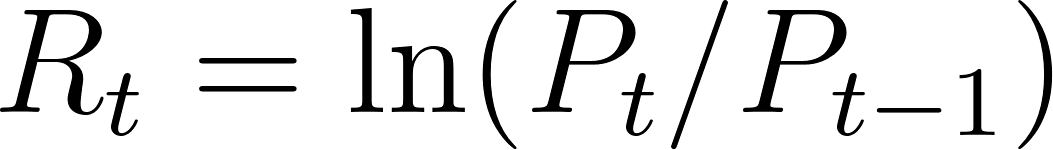 R_t = ln(P_t/P_{t−1})